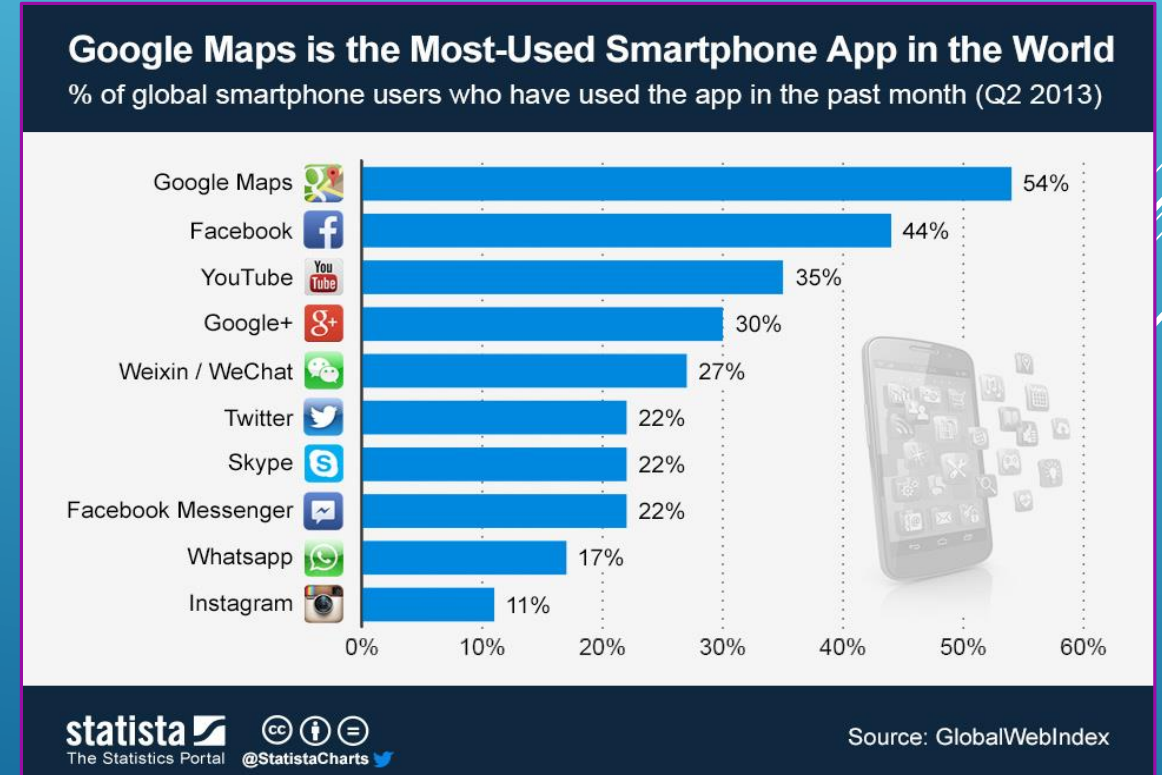 Google Maps is the Most-Used Smartphone App in the World
% of global smartphone users who have used the app in the past month (Q2 2013)
Google Maps 54%
Facebook 44%
You
Tube
YouTube 35%
Google+ g+ 30%
Weixin / WeChat 27%
Twitter 22%
Skype S 22%
Facebook Messenger 22%
Whatsapp 17%
Instagram 11%
0% 10% 20% 30% 40% 50% 60%
statista
The Statistics Portal
cc
@StatistaCharts
Source: GlobalWebIndex